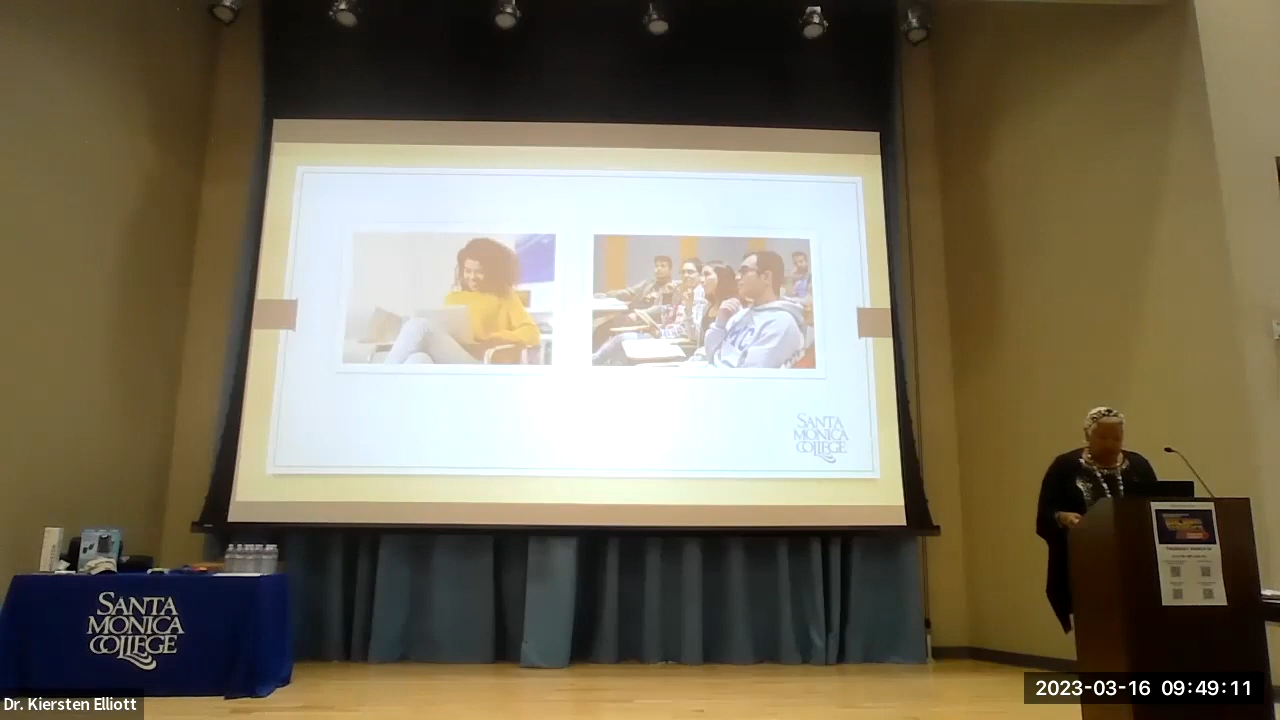 SANTA
MONICA
COLLEGE
SANTA
MONICA
COLLEGE
Dr. Kiersten Elliott
2023-03-16 09:49:11